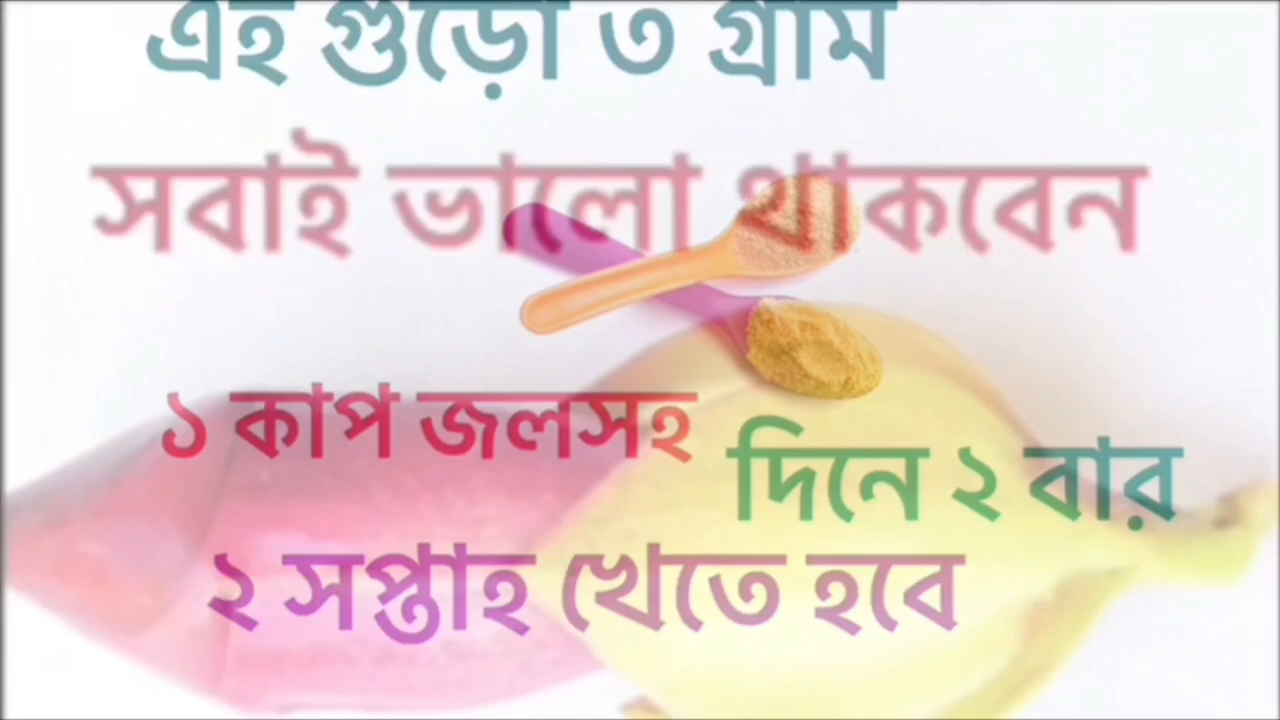 এই গুড়ো ৩ গ্রাম
সবাই ভালো থাকবেন
১ কাপ জলসহ
দিনে ২ বার
২ সপ্তাহ খেতে হবে